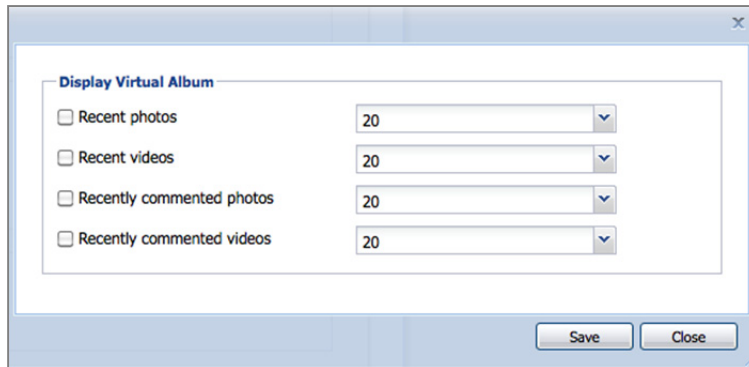 Display Virtual Album
Recent photos 20
Recent videos 20
Recently commented photos 20
Recently commented videos 20
Save Close